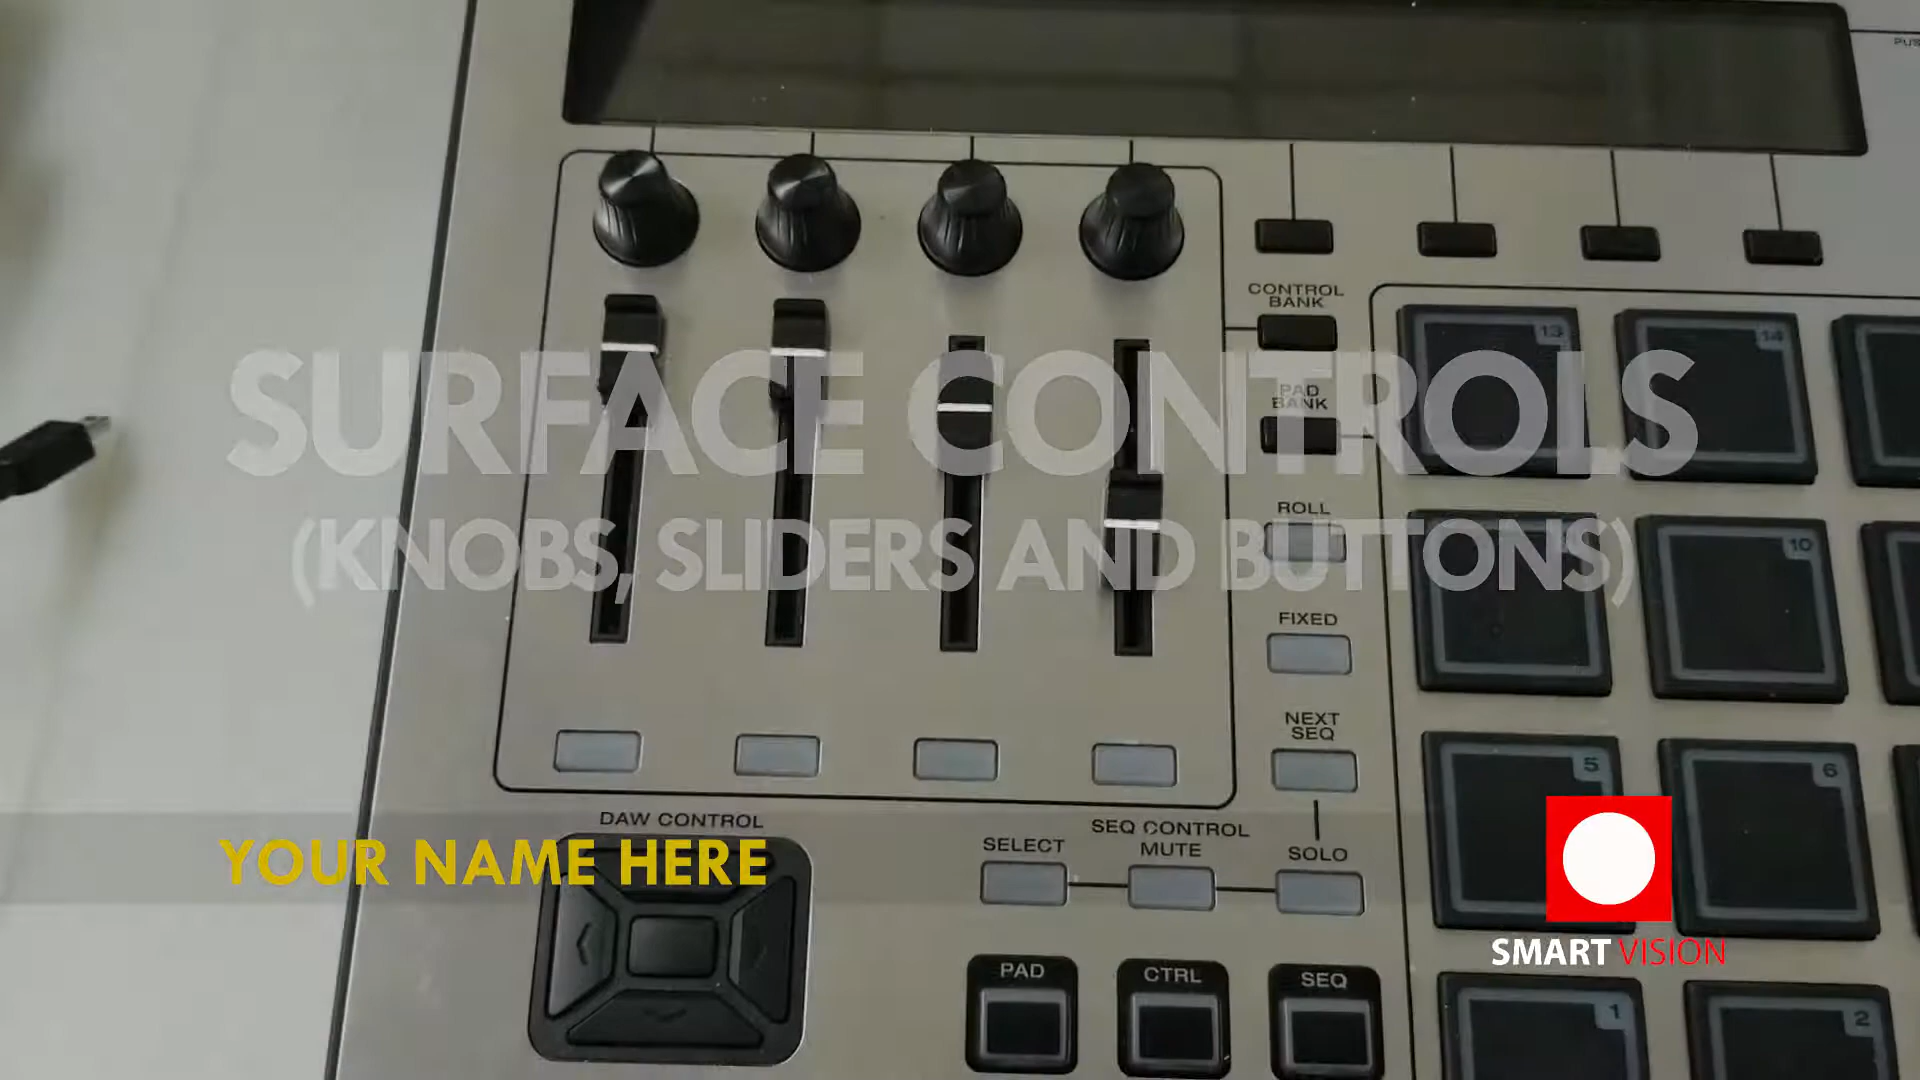 PUS
CONTROL
BANK
13
14
SURFACE CONTROLS
PAD
BANK
ROLL
(KNOBS, SLIDERS AND BUTTONS)
10
FIXED
NEXT
SEQ
5
6
DAW CONTROL
SEQ CONTROL
SELECT
MUTE
SOLO
YOUR NAME HERE
SMART VISION
PAD
CTRL
SEQ
1
2